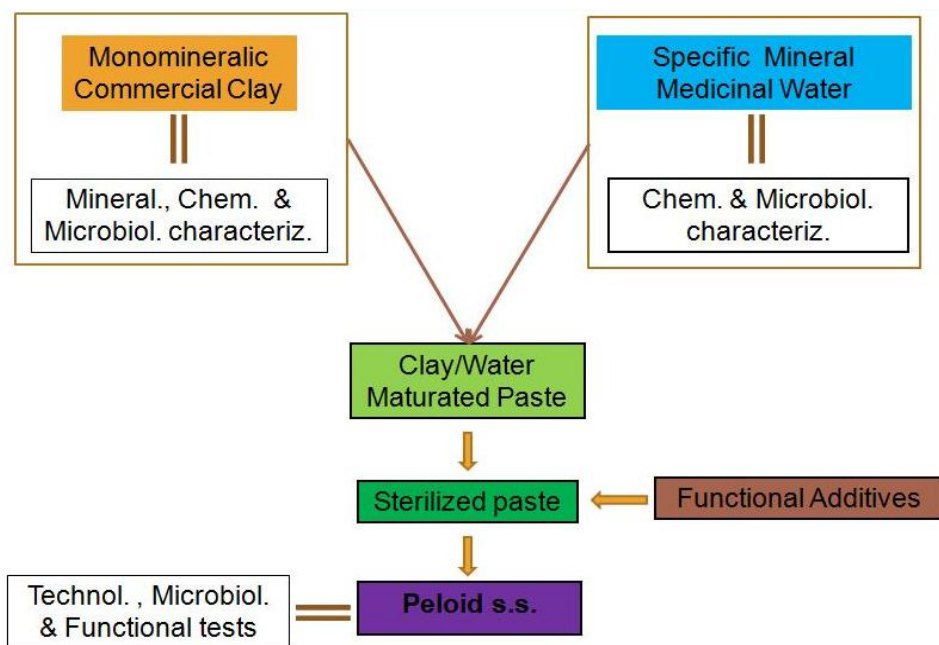 Monomineralic
Commercial Clay
Specific Mineral
Medicinal Water
Mineral., Chem. &
Microbiol. characteriz.
Chem. & Microbiol.
characteriz.
Clay/Water
Maturated Paste
Sterilized paste
Functional Additives
Technol. , Microbiol.
& Functional tests
Peloid s.s.